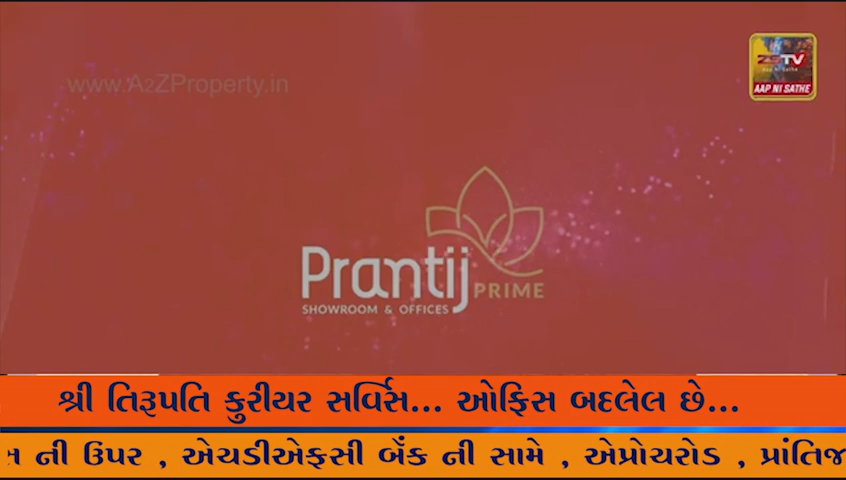 www.A2ZProperty.in
TV
AAP NI SATHE
Prantij PRIME
SHOWROOM & OFFICES
શ્રી તિરૂપતિ કુરીયર સર્વિસ... ઓફિસ બદલેલ છે...
ની ઉપર , એચડીએફસી બેંક ની સામે , એપ્રોચરોડ , પ્રાંતિજ